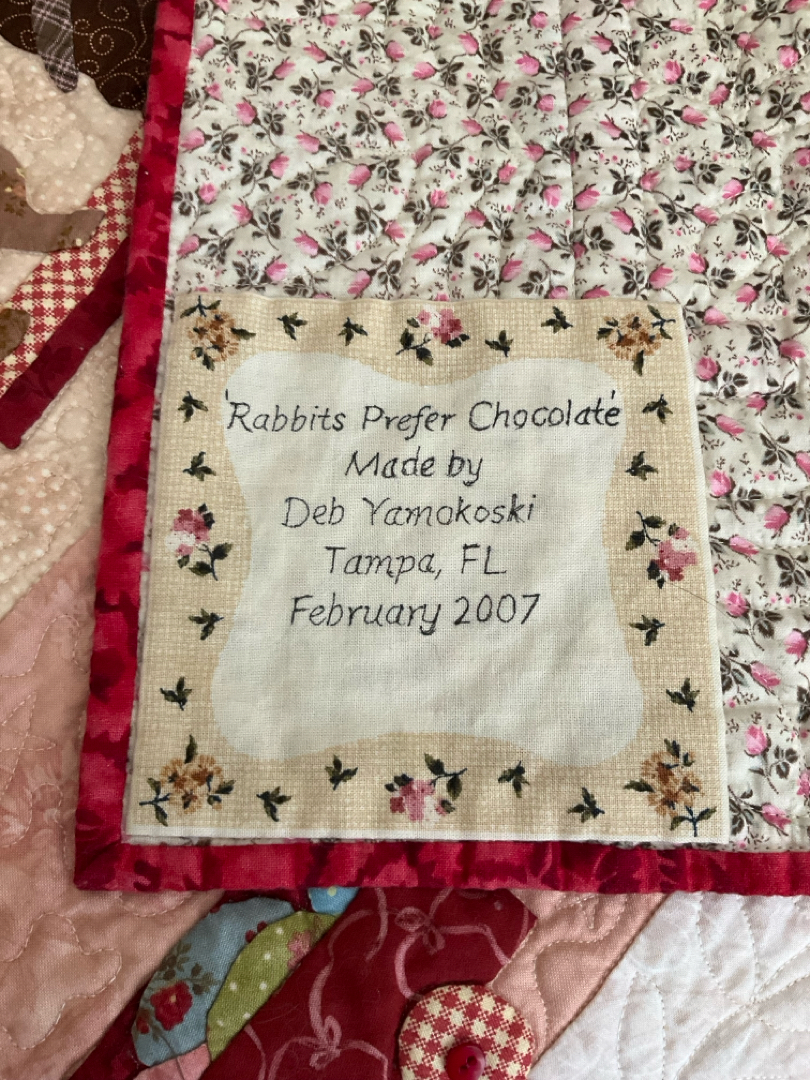 'Rabbits Prefer Chocolate'
Made by
Deb Yamokoski
Tampa, FL
February 2007